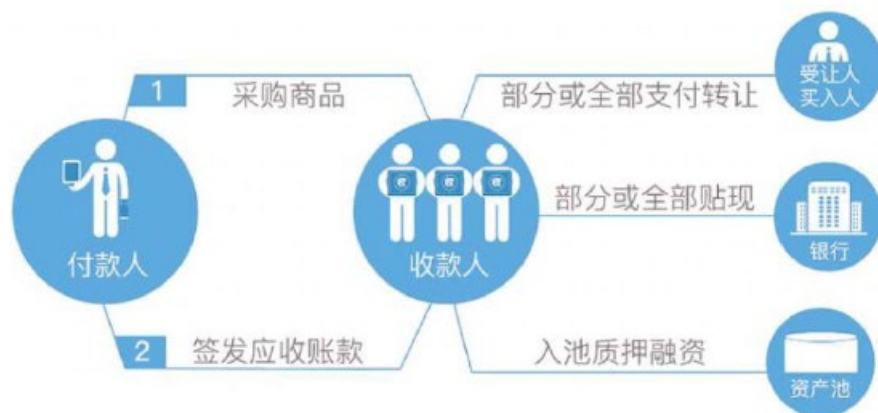 1
采购商品
部分或全部支付转让
受让人
买入人
付款人
收款人
部分或全部贴现
银行
2
签发应收账款
入池质押融资
资产池